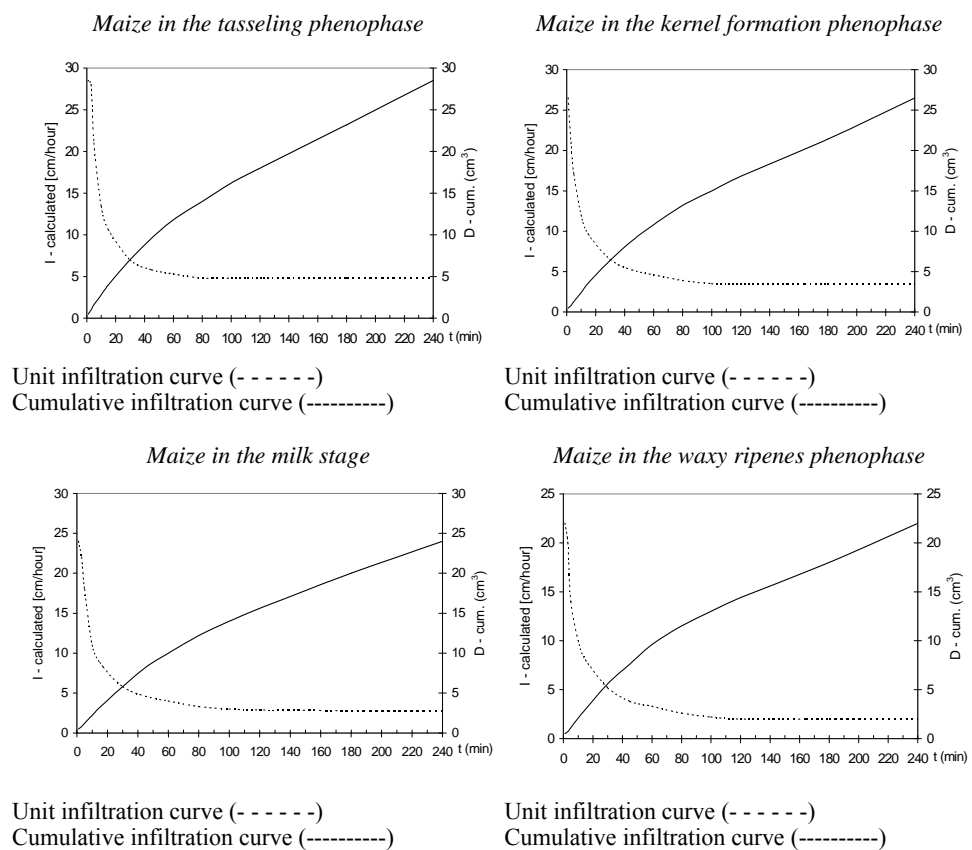 Maize in the tasseling phenophase
30
25
20
15
10
5
0
I - calculated [cm/hour]
30
25
20
15
10
5
0
D - cum. (cm³)
0 20 40 60 80 100 120 140 160 180 200 220 240 t (min)
Unit infiltration curve (- - - - - -)
Cumulative infiltration curve (----------)
Maize in the kernel formation phenophase
30
25
20
15
10
5
0
I - calculated [cm/hour]
30
25
20
15
10
5
0
D - cum. (cm³)
0 20 40 60 80 100 120 140 160 180 200 220 240 t (min)
Unit infiltration curve (- - - - - -)
Cumulative infiltration curve (----------)
Maize in the milk stage
30
25
20
15
10
5
0
I - calculated [cm/hour]
30
25
20
15
10
5
0
D - cum. (cm³)
0 20 40 60 80 100 120 140 160 180 200 220 240 t (min)
Unit infiltration curve (- - - - - -)
Cumulative infiltration curve (----------)
Maize in the waxy ripenes phenophase
25
20
15
10
5
0
I - calculated [cm/hour]
25
20
15
10
5
0
D - cum. (cm³)
0 20 40 60 80 100 120 140 160 180 200 220 240 t (min)
Unit infiltration curve (- - - - - -)
Cumulative infiltration curve (----------)